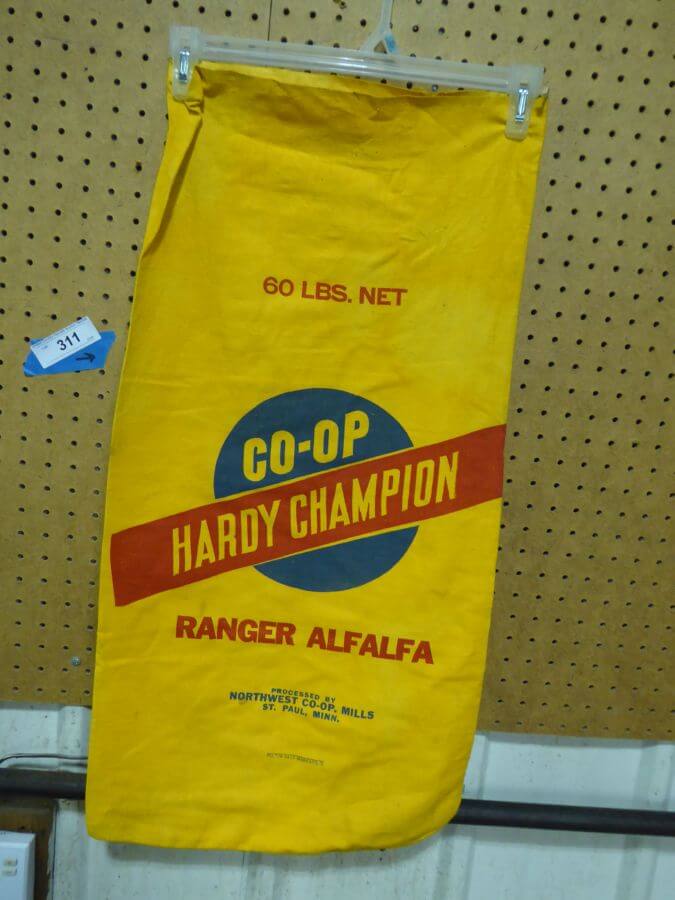 60 LBS. NET
311
CO-OP
HARDY CHAMPION
RANGER ALFALFA
PROCESSED BY
NORTHWEST CO-OP. MILLS
ST. PAUL, MINN.